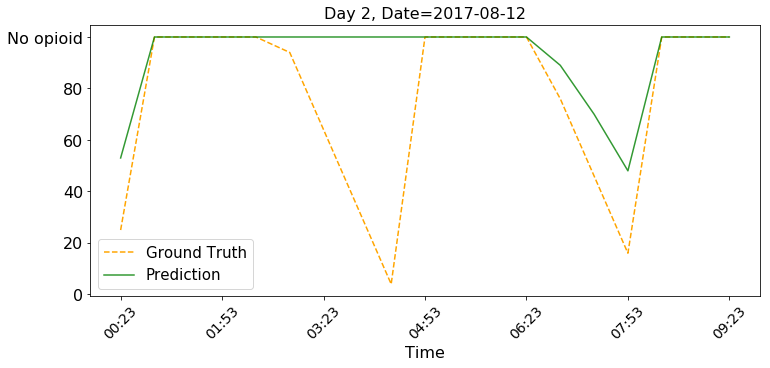 Day 2, Date=2017-08-12
No opioid
80
60
40
20
0
Ground Truth
Prediction
00:23
01:53
03:23
04:53
06:23
07:53
09:23
Time